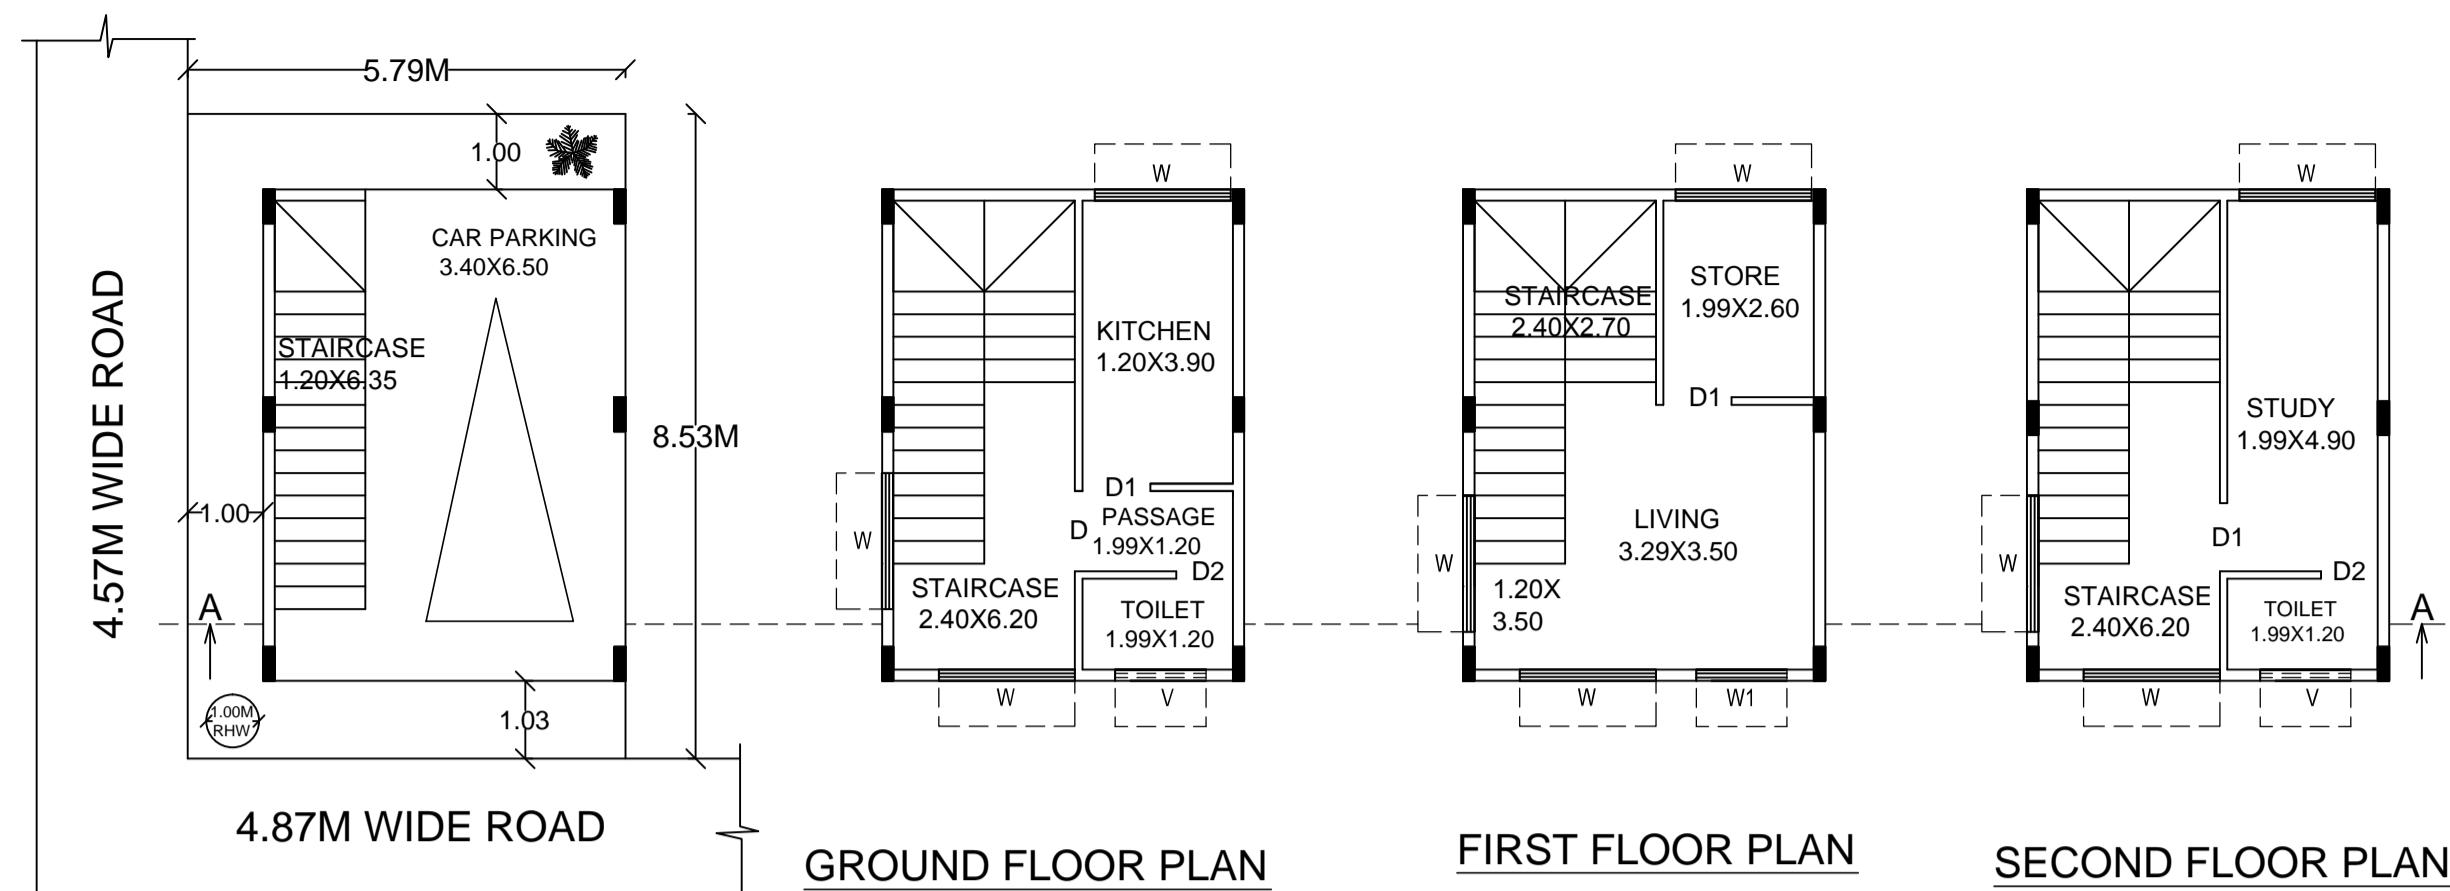 5.79M
1.00
CAR PARKING
3.40X6.50
STAIRCASE
1.20X6.35
8.53M
1.00
4.57M WIDE ROAD
A
1.00M
RHW
1.03
4.87M WIDE ROAD
W
KITCHEN
1.20X3.90
D1
PASSAGE
1.99X1.20
D
W
D2
STAIRCASE
2.40X6.20
TOILET
1.99X1.20
W
V
GROUND FLOOR PLAN
W
STORE
1.99X2.60
STAIRCASE
2.40X2.70
D1
LIVING
3.29X3.50
W
1.20X
3.50
W
W1
FIRST FLOOR PLAN
W
STUDY
1.99X4.90
D1
W
D2
STAIRCASE
2.40X6.20
TOILET
1.99X1.20
A
W
V
SECOND FLOOR PLAN